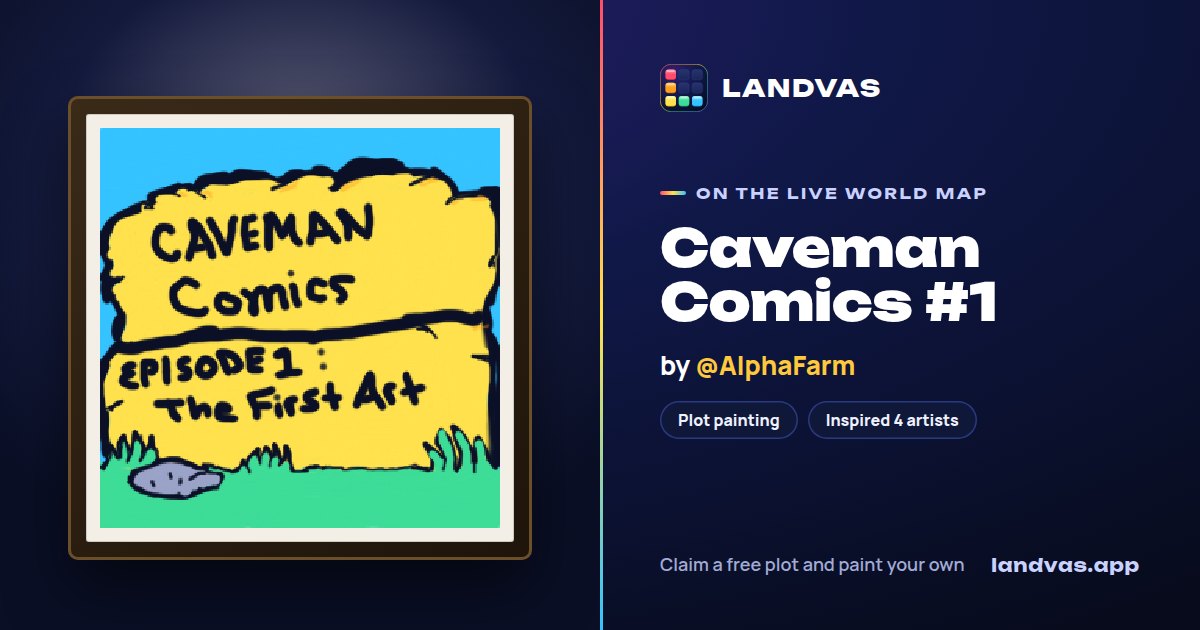 CAVEMAN
Comics
EPISODE 1 :
The First Art
LANDVAS
ON THE LIVE WORLD MAP
Caveman
Comics #1
by @AlphaFarm
Plot painting
Inspired 4 artists
Claim a free plot and paint your own
landvas.app